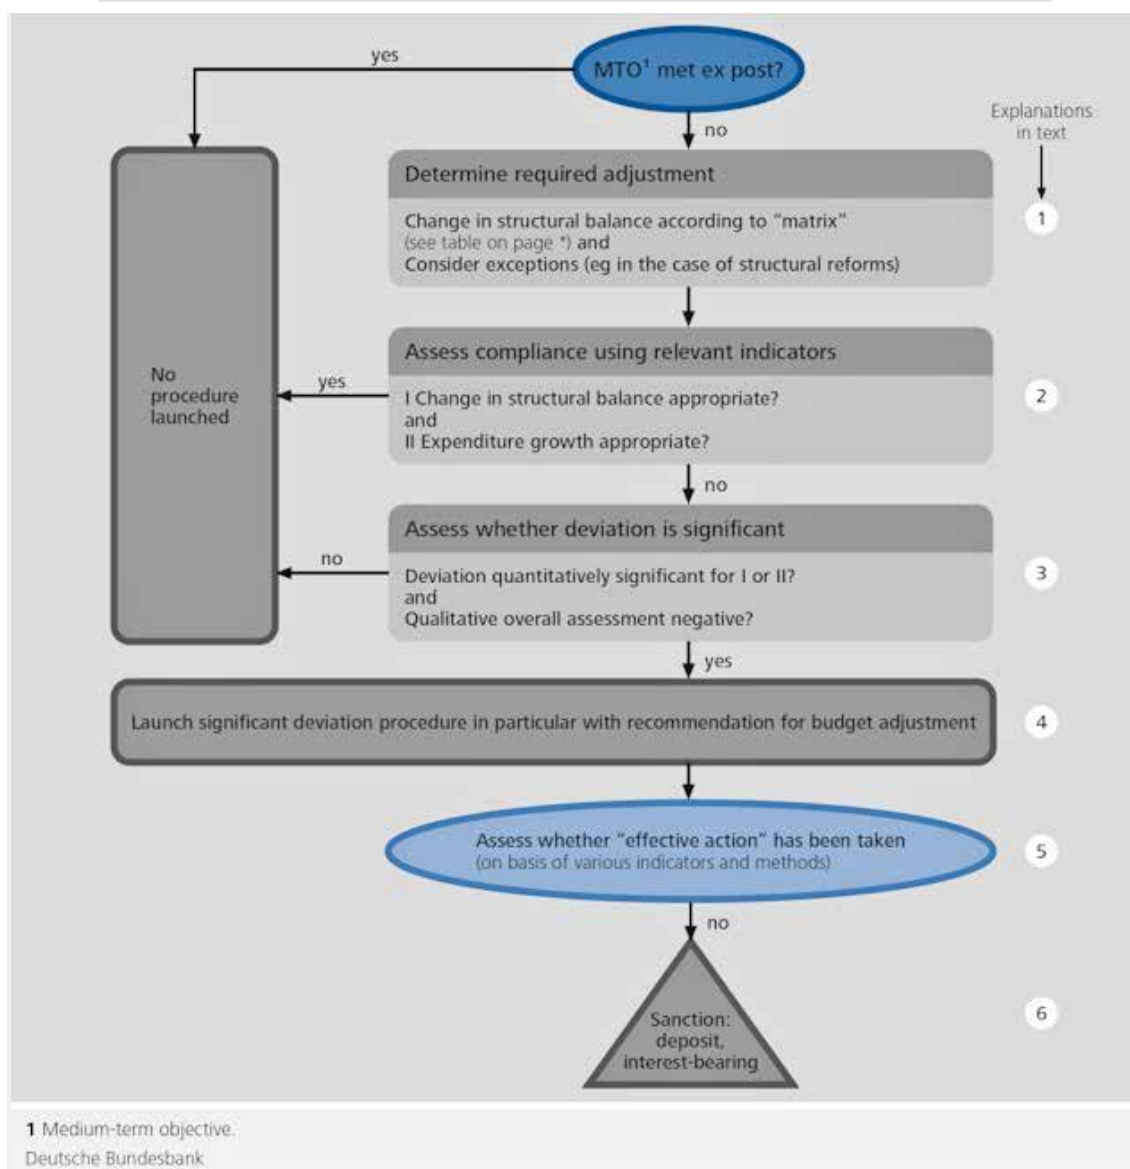 yes
MTO¹ met ex post?
no
Explanations
in text
Determine required adjustment
Change in structural balance according to “matrix”
(see table on page *) and
Consider exceptions (eg in the case of structural reforms)
1
Assess compliance using relevant indicators
No
procedure
launched
yes
I Change in structural balance appropriate?
and
II Expenditure growth appropriate?
2
no
Assess whether deviation is significant
no
Deviation quantitatively significant for I or II?
and
Qualitative overall assessment negative?
3
yes
Launch significant deviation procedure in particular with recommendation for budget adjustment
4
Assess whether “effective action” has been taken
(on basis of various indicators and methods)
5
no
Sanction:
deposit,
interest-bearing
6
1 Medium-term objective.
Deutsche Bundesbank